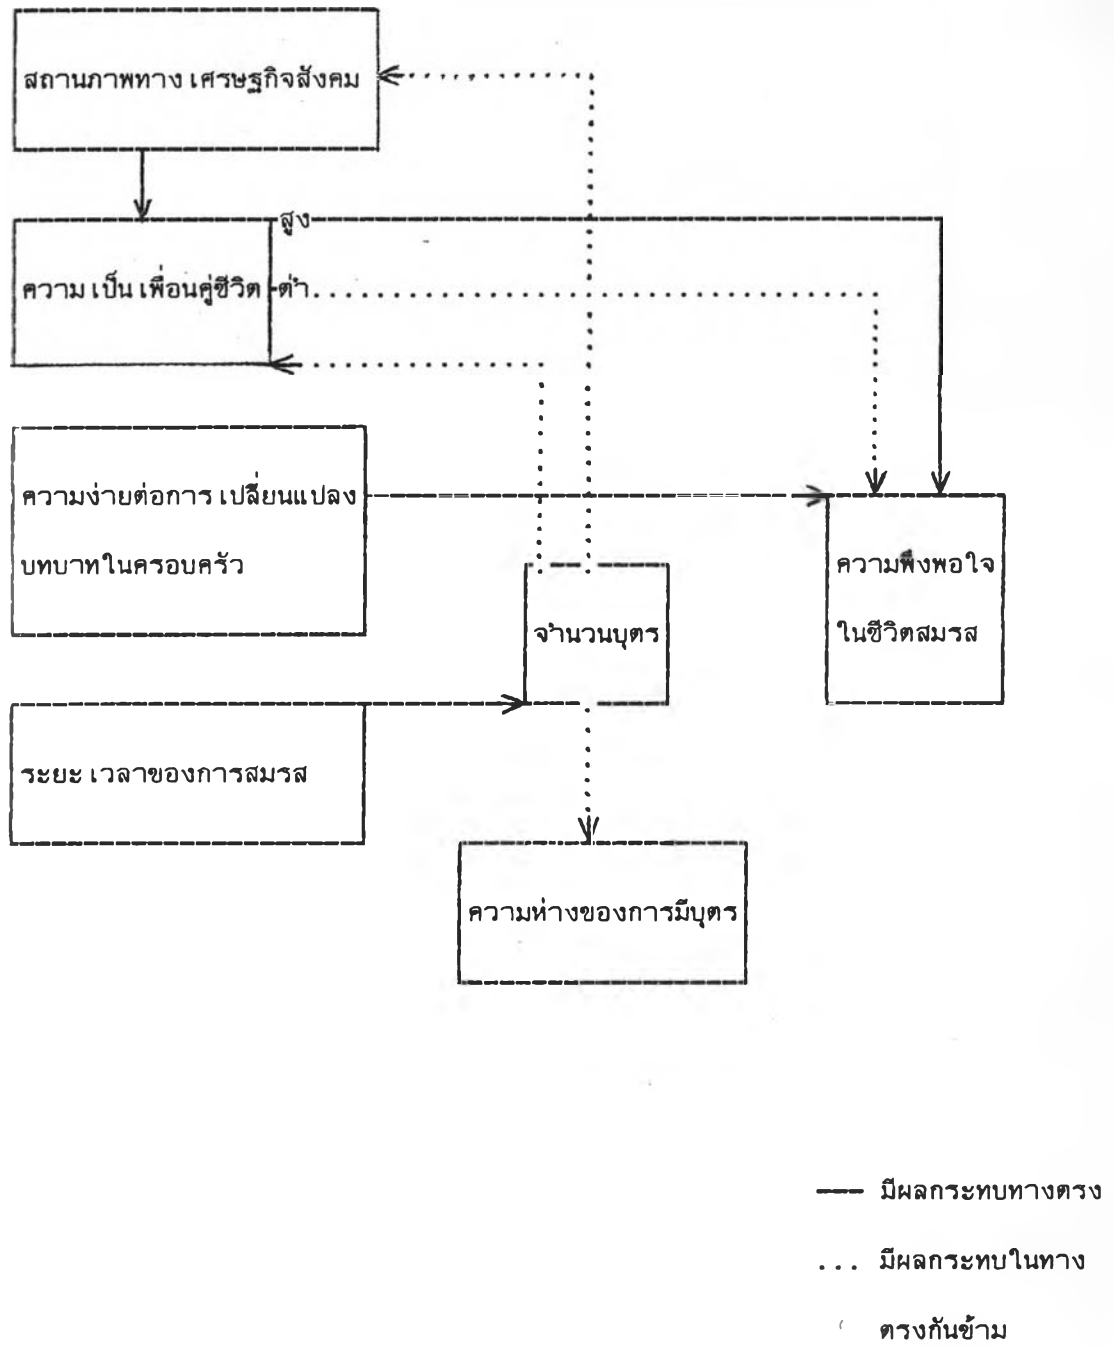 สถานภาพทางเศรษฐกิจสังคม
สูง
ความเป็นเพื่อนคู่ชีวิต
ต่ำ
ความง่ายต่อการเปลี่ยนแปลง
บทบาทในครอบครัว
ความพึงพอใจ
ในชีวิตสมรส
จำนวนบุตร
ระยะเวลาของการสมรส
ความห่างของการมีบุตร
มีผลกระทบทางตรง
... มีผลกระทบในทาง
ตรงกันข้าม